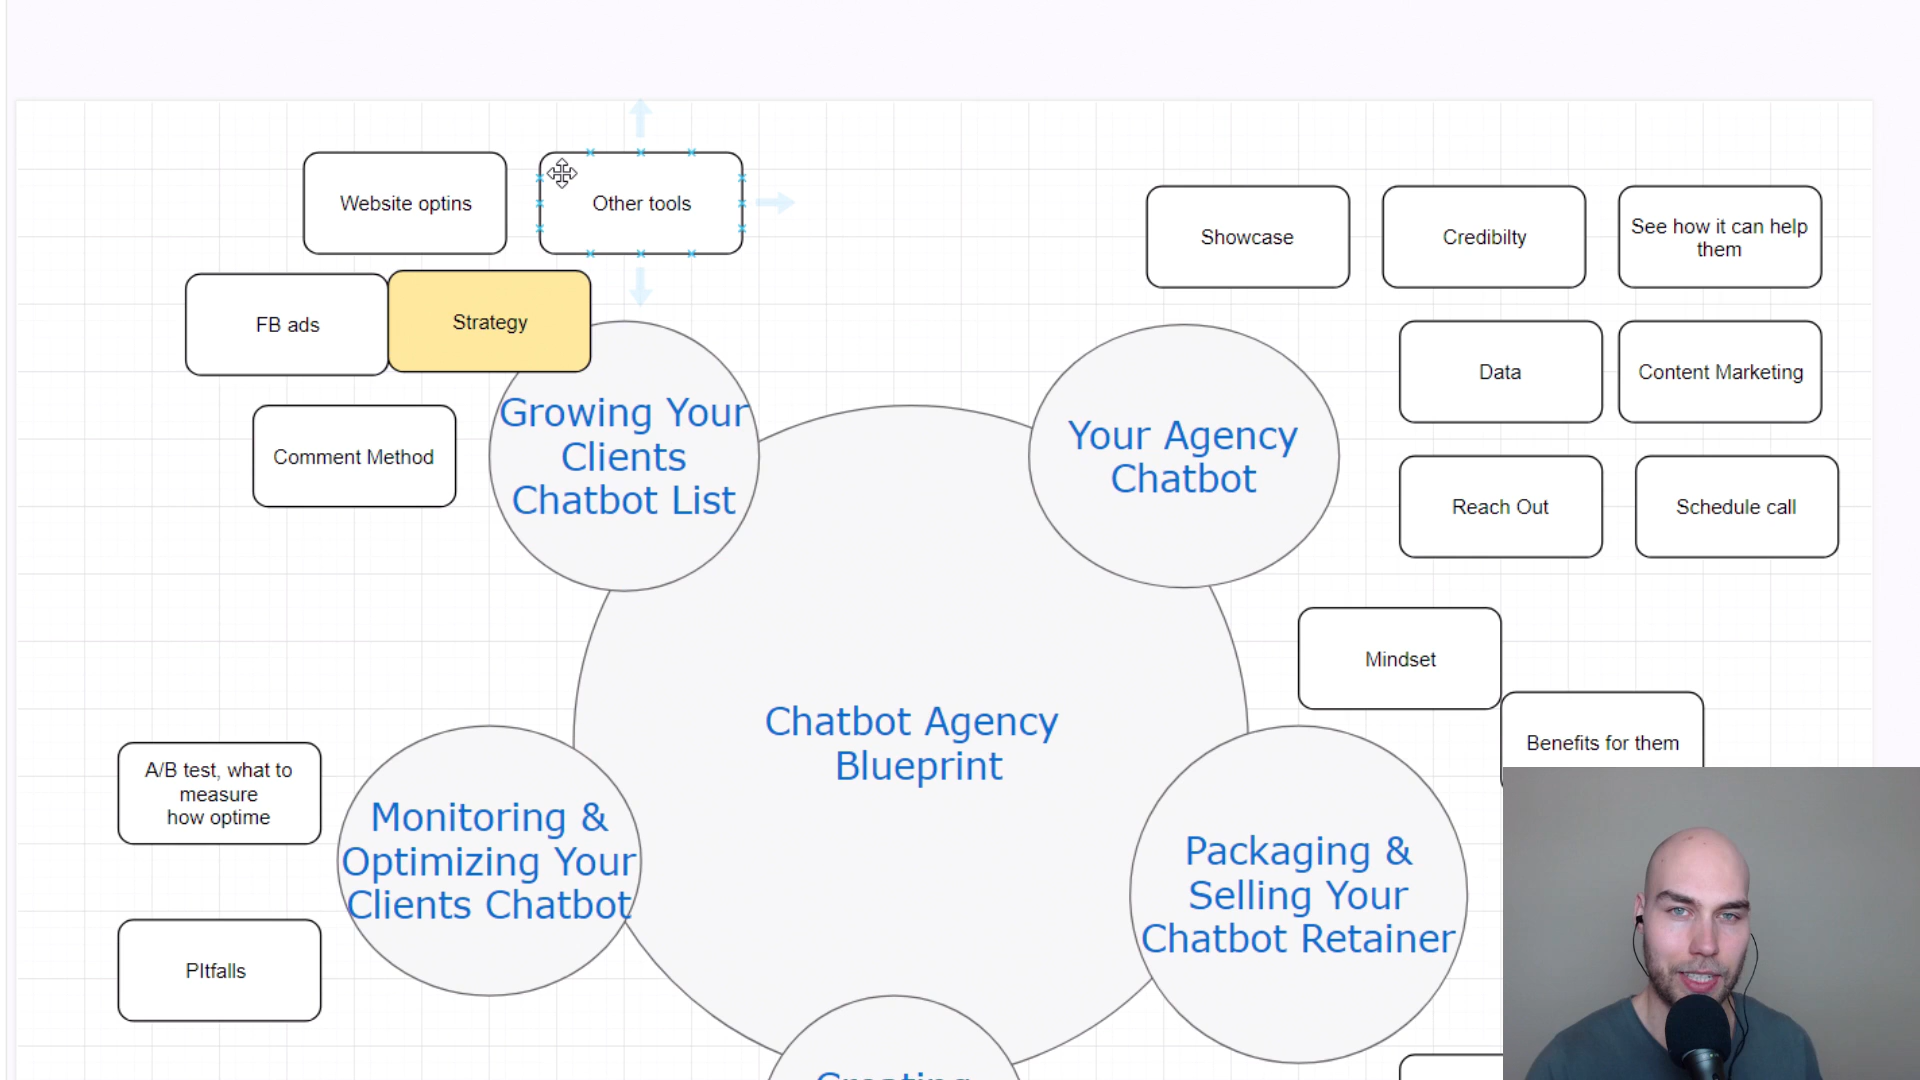 Website optins
Other tools
Showcase
Credibilty
See how it can help
them
FB ads
Strategy
Data
Content Marketing
Growing Your
Clients
Chatbot List
Your Agency
Chatbot
Comment Method
Reach Out
Schedule call
Mindset
Benefits for them
Chatbot Agency
Blueprint
A/B test, what to
measure
how optime
Monitoring &
Optimizing Your
Clients Chatbot
Packaging &
Selling Your
Chatbot Retainer
PItfalls
Creating